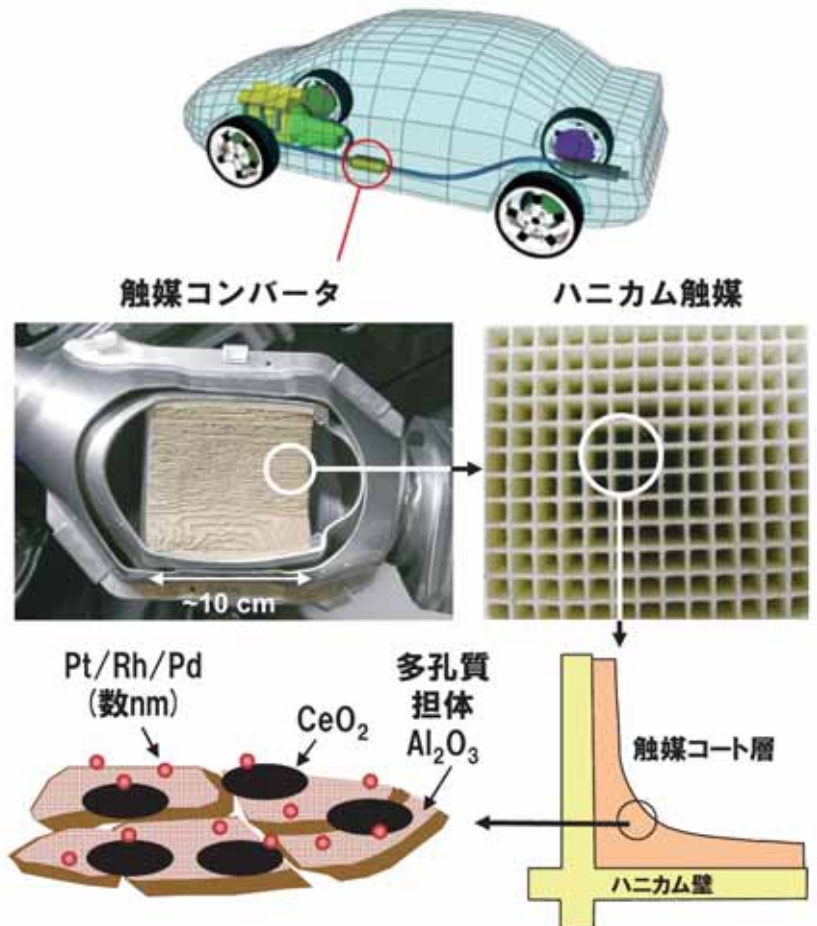 触媒コンバータ
ハニカム触媒
~10 cm
Pt/Rh/Pd
(数nm)
CeO₂
多孔質
担体
Al₂O₃
触媒コート層
ハニカム壁